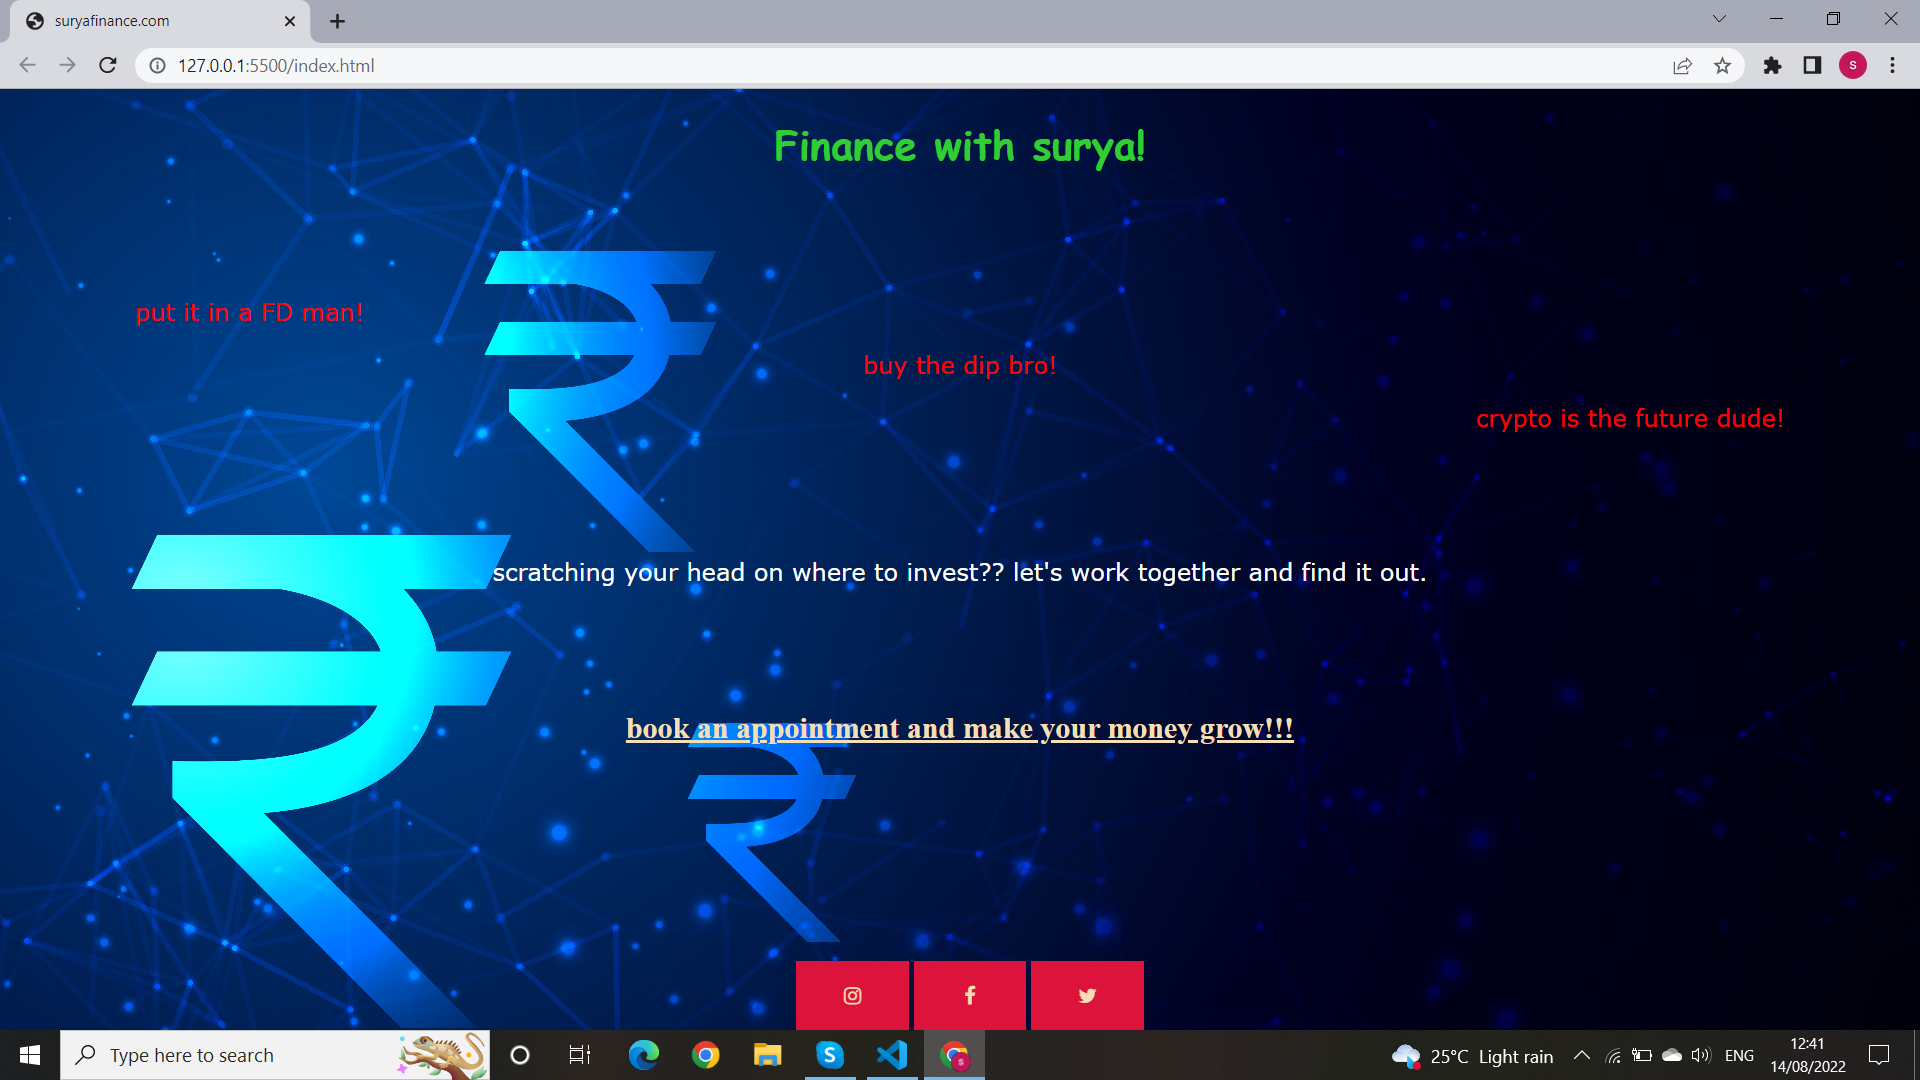 suryafinance.com
127.0.0.1:5500/index.html
s
Finance with surya!
put it in a FD man!
buy the dip bro!
crypto is the future dude!
scratching your head on where to invest?? let's work together and find it out.
book an appointment and make your money grow!!!
Type here to search
25°C Light rain
ENG
12:41
14/08/2022